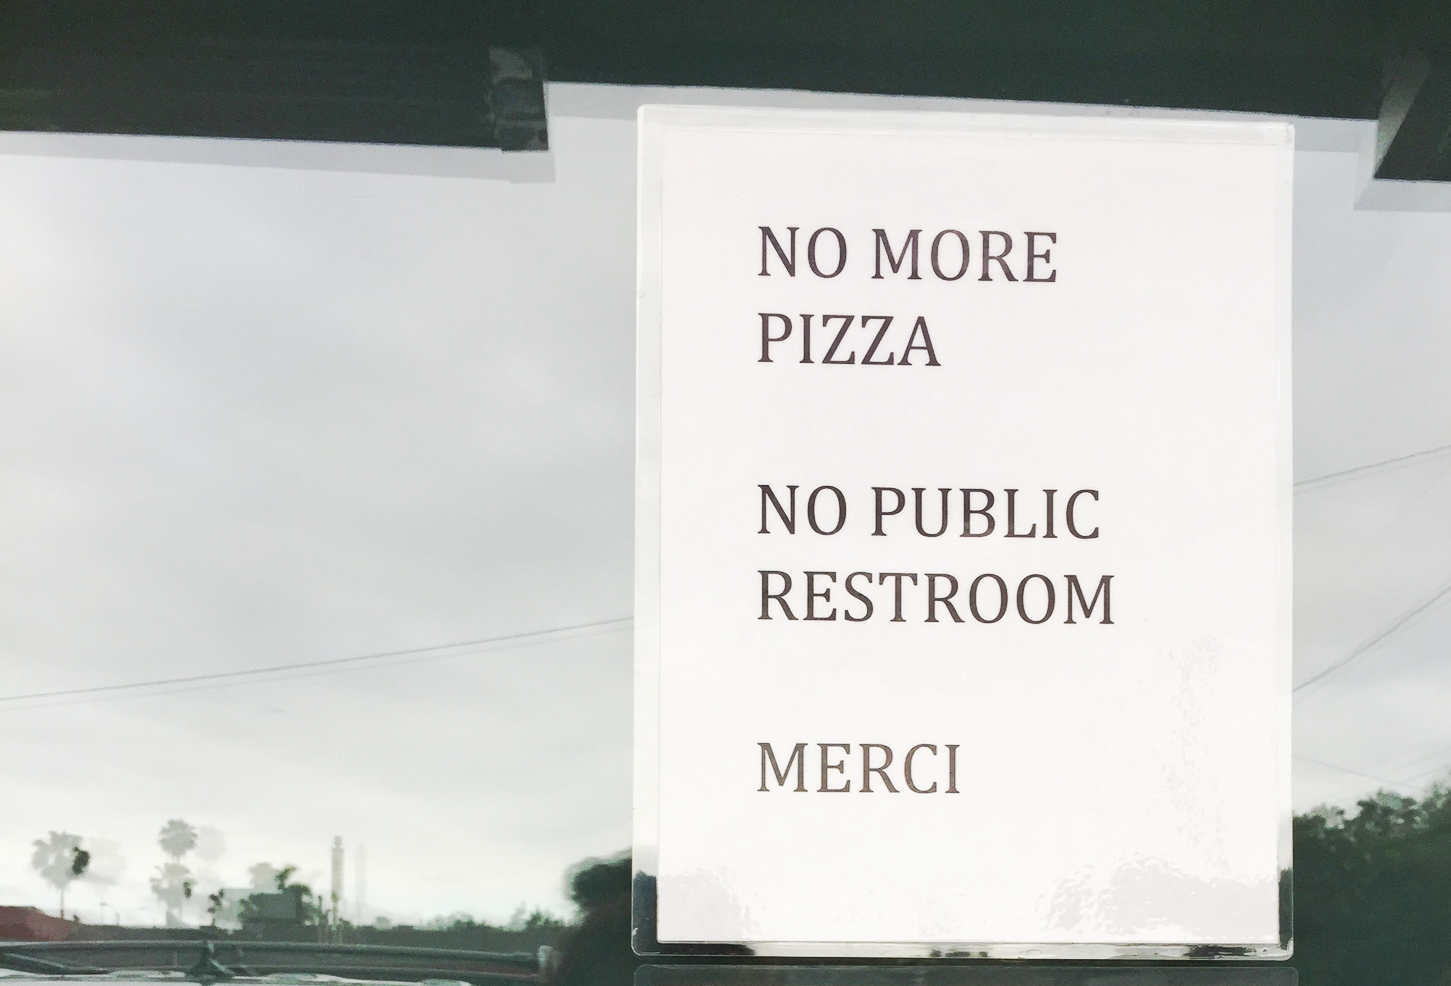 NO MORE
PIZZA
NO PUBLIC
RESTROOM
MERCI